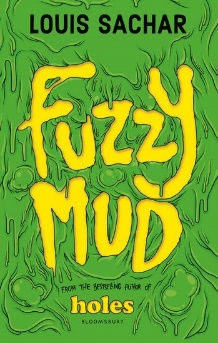 LOUIS SACHAR
FUZZY
MUD
FROM THE BESTSELLING AUTHOR OF
holes
BLOOMSBURY